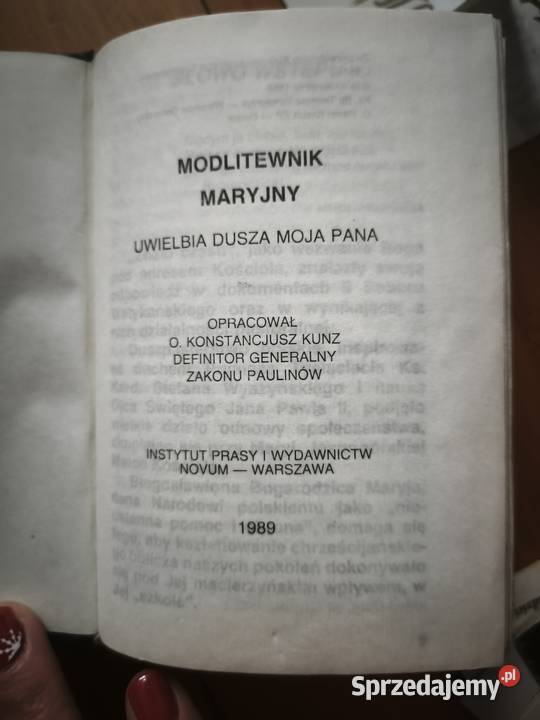 MODLITEWNIK
MARYJNY
UWIELBIA DUSZA MOJA PANA
OPRACOWAŁ
O. KONSTANCJUSZ KUNZ
DEFINITOR GENERALNY
ZAKONU PAULINÓW
INSTYTUT PRASY I WYDAWNICTW
NOVUM — WARSZAWA
1989
Sprzedajemy.pl